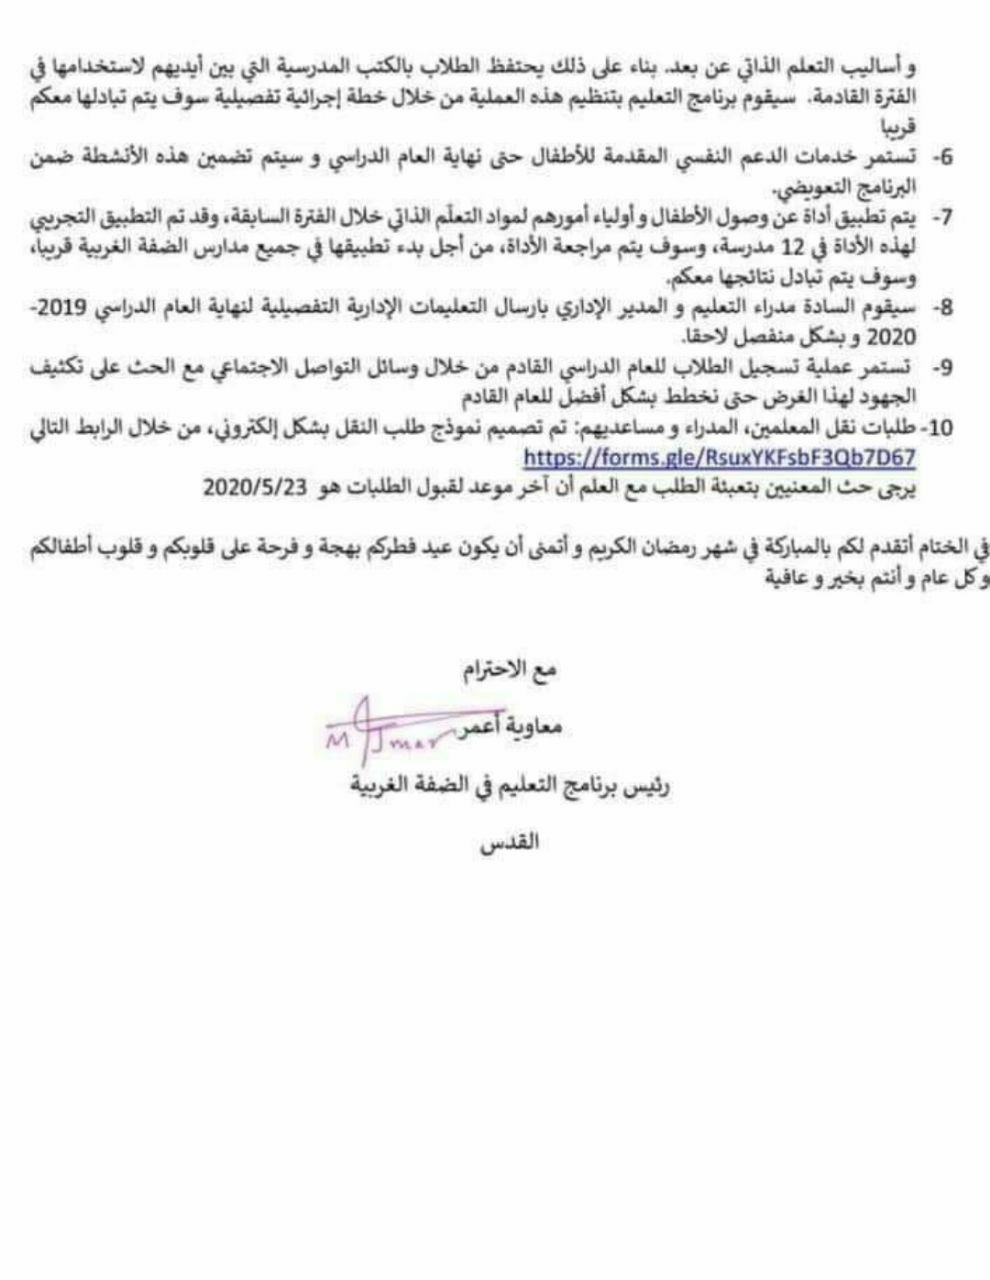 و أساليب التعلم الذاتي عن بعد. بناء على ذلك يحتفظ الطلاب بالكتب المدرسية التي بين أيديهم لاستخدامها في
الفترة القادمة. سيقوم برنامج التعليم بتنظيم هذه العملية من خلال خطة إجرائية تفصيلية سوف يتم تبادلها معكم
قريبا
6- تستمر خدمات الدعم النفسي المقدمة للأطفال حتى نهاية العام الدراسي و سيتم تضمين هذه الأنشطة ضمن
البرنامج التعويضي.
7- يتم تطبيق أداة عن وصول الأطفال و أولياء أمورهم لمواد التعلّم الذاتي خلال الفترة السابقة، وقد تم التطبيق التجريبي
لهذه الأداة في 12 مدرسة، وسوف يتم مراجعة الأداة، من أجل بدء تطبيقها في جميع مدارس الضفة الغربية قريبا،
وسوف يتم تبادل نتائجها معكم.
8- سيقوم السادة مدراء التعليم و المدير الإداري بارسال التعليمات الإدارية التفصيلية لنهاية العام الدراسي 2019-
2020 و بشكل منفصل لاحقا.
9- تستمر عملية تسجيل الطلاب للعام الدراسي القادم من خلال وسائل التواصل الاجتماعي مع الحث على تكثيف
الجهود لهذا الغرض حتى نخطط بشكل أفضل للعام القادم
10- طلبات نقل المعلمين، المدراء و مساعديهم: تم تصميم نموذج طلب النقل بشكل إلكتروني، من خلال الرابط التالي
https://forms.gle/RsuxYKFsbF3Qb7D67
يرجى حث المعنيين بتعبئة الطلب مع العلم أن آخر موعد لقبول الطلبات هو 2020/5/23
في الختام أتقدم لكم بالمباركة في شهر رمضان الكريم و أتمنى أن يكون عيد فطركم بهجة و فرحة على قلوبكم و قلوب أطفالكم
و كل عام و أنتم بخير و عافية
مع الاحترام
معاوية أعمر
رئيس برنامج التعليم في الضفة الغربية
القدس